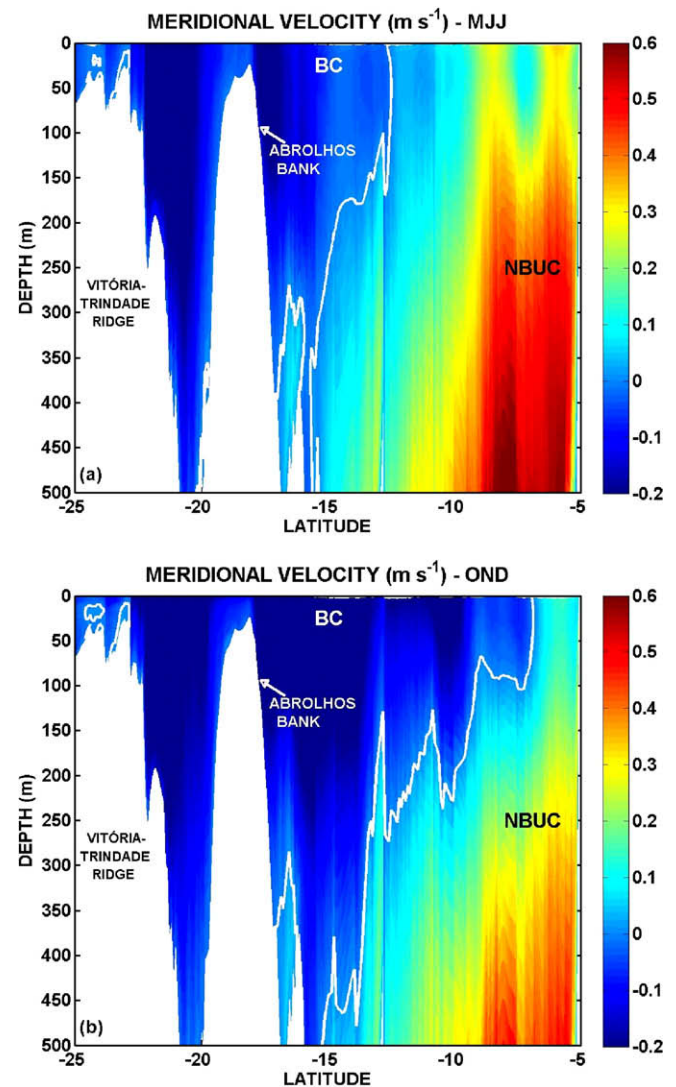 MERIDIONAL VELOCITY (m s⁻¹) - MJJ
0
50
100
150
200
250
300
350
400
450
500
DEPTH (m)
BC
ABROLHOS
BANK
VITÓRIA-
TRINDADE
RIDGE
NBUC
(a)
-25
-20
-15
-10
-5
LATITUDE
0.6
0.5
0.4
0.3
0.2
0.1
0
-0.1
-0.2
MERIDIONAL VELOCITY (m s⁻¹) - OND
0
50
100
150
200
250
300
350
400
450
500
DEPTH (m)
BC
ABROLHOS
BANK
VITÓRIA-
TRINDADE
RIDGE
NBUC
(b)
-25
-20
-15
-10
-5
LATITUDE
0.6
0.5
0.4
0.3
0.2
0.1
0
-0.1
-0.2